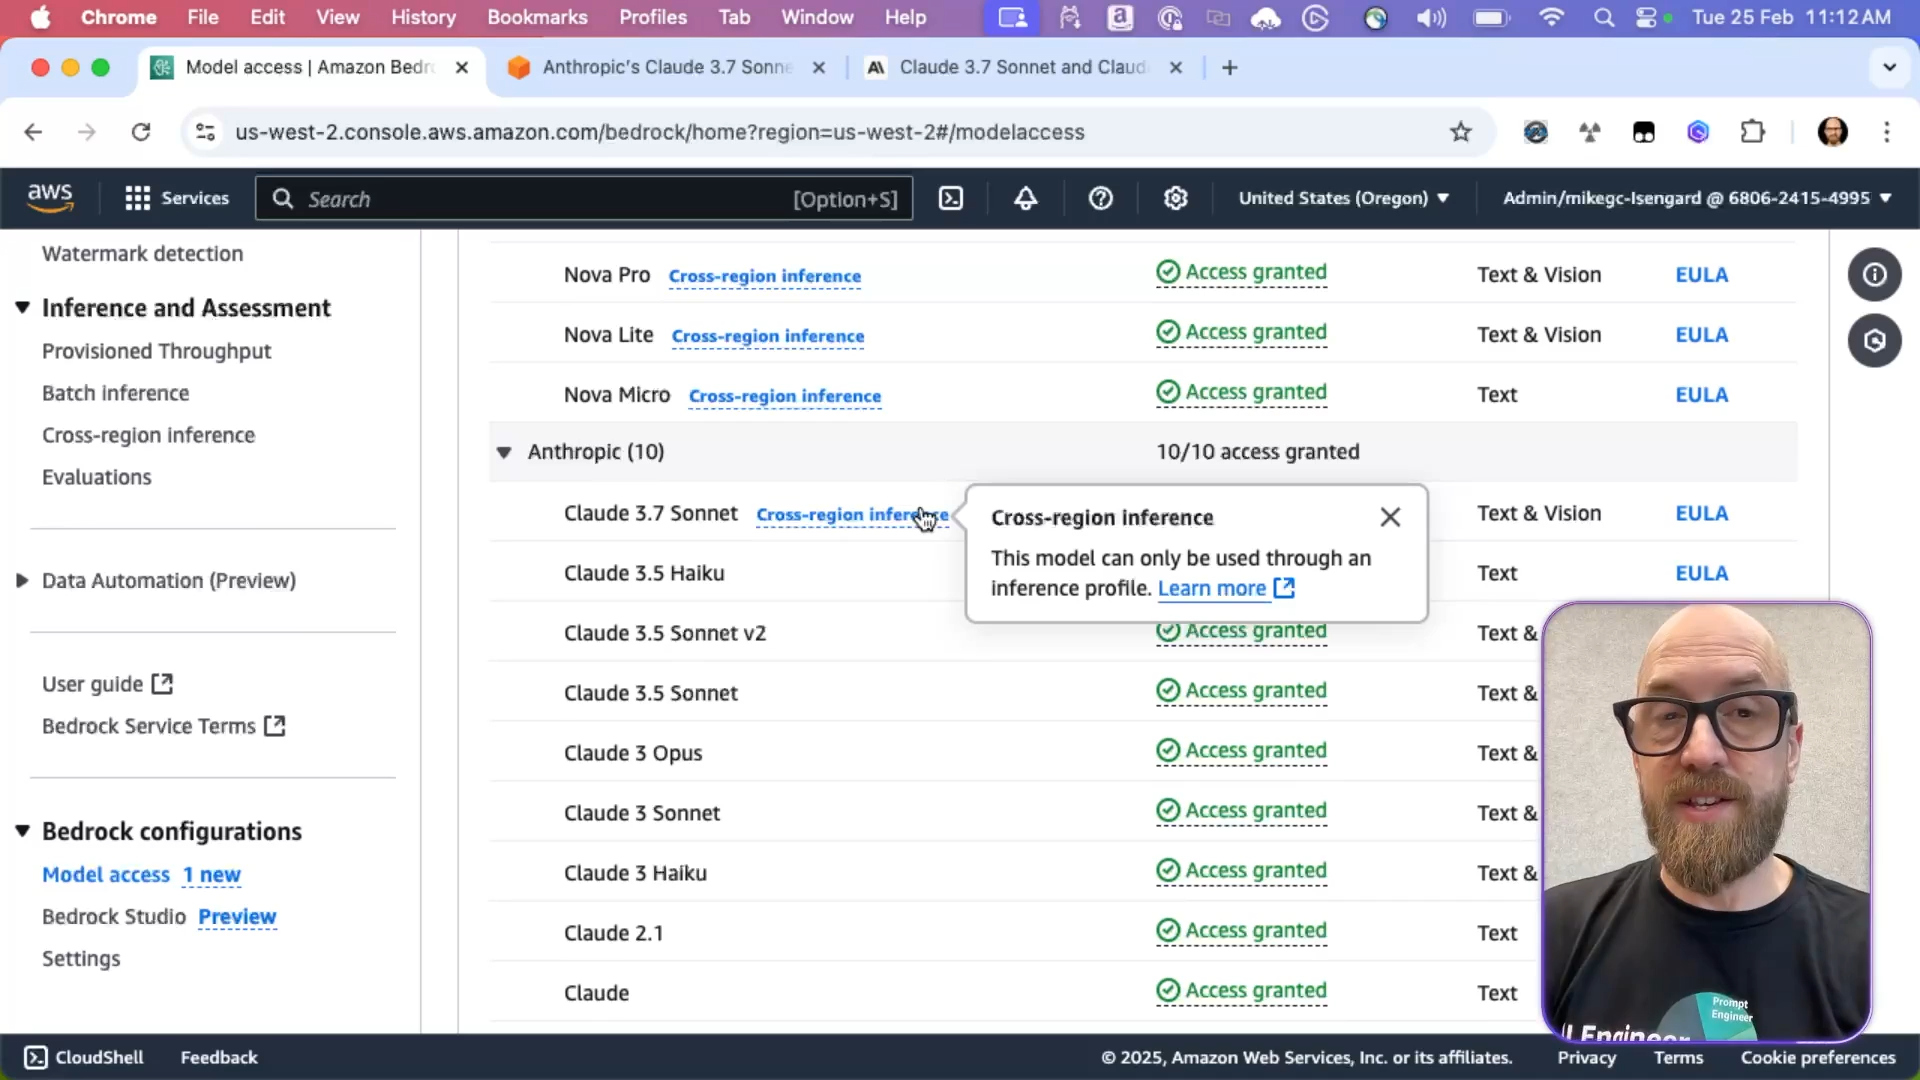 Chrome File Edit View History Bookmarks Profiles Tab Window Help Tue 25 Feb 11:12 AM
Model access | Amazon Bedr
Anthropic's Claude 3.7 Sonne
Claude 3.7 Sonnet and Claud
us-west-2.console.aws.amazon.com/bedrock/home?region=us-west-2#/modelaccess
aws Services Search [Option+S] United States (Oregon) Admin/mikegc-Isengard @ 6806-2415-4995
Watermark detection
Inference and Assessment
Provisioned Throughput
Batch inference
Cross-region inference
Evaluations
Data Automation (Preview)
User guide
Bedrock Service Terms
Bedrock configurations
Model access 1 new
Bedrock Studio Preview
Settings
Nova Pro Cross-region inference Access granted Text & Vision EULA
Nova Lite Cross-region inference Access granted Text & Vision EULA
Nova Micro Cross-region inference Access granted Text EULA
Anthropic (10) 10/10 access granted
Claude 3.7 Sonnet Cross-region inference Text & Vision EULA
Cross-region inference
This model can only be used through an
inference profile. Learn more
Claude 3.5 Haiku Text EULA
Claude 3.5 Sonnet v2 Access granted Text &
Claude 3.5 Sonnet Access granted Text &
Claude 3 Opus Access granted Text &
Claude 3 Sonnet Access granted Text &
Claude 3 Haiku Access granted Text &
Claude 2.1 Access granted Text
Claude Access granted Text
Prompt
Engineer
Engineer
CloudShell Feedback © 2025, Amazon Web Services, Inc. or its affiliates. Privacy Terms Cookie preferences